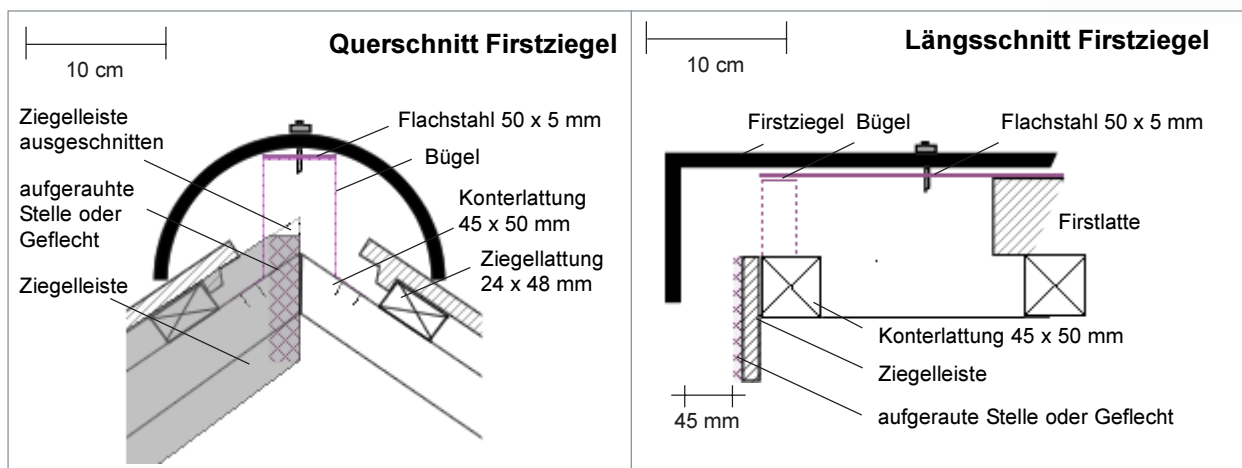 Querschnitt Firstziegel
10 cm
Ziegelleiste
ausgeschnitten
Flachstahl 50 x 5 mm
Bügel
aufgerauhte
Stelle oder
Geflecht
Konterlattung
45 x 50 mm
Ziegellattung
24 x 48 mm
Ziegelleiste
Längsschnitt Firstziegel
10 cm
Firstziegel Bügel
Flachstahl 50 x 5 mm
Firstlatte
Konterlattung 45 x 50 mm
Ziegelleiste
45 mm
aufgeraute Stelle oder Geflecht